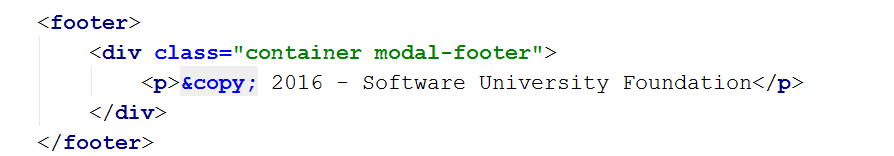 <footer>
<div class="container modal-footer">
<p>&copy; 2016 - Software University Foundation</p>
</div>
</footer>